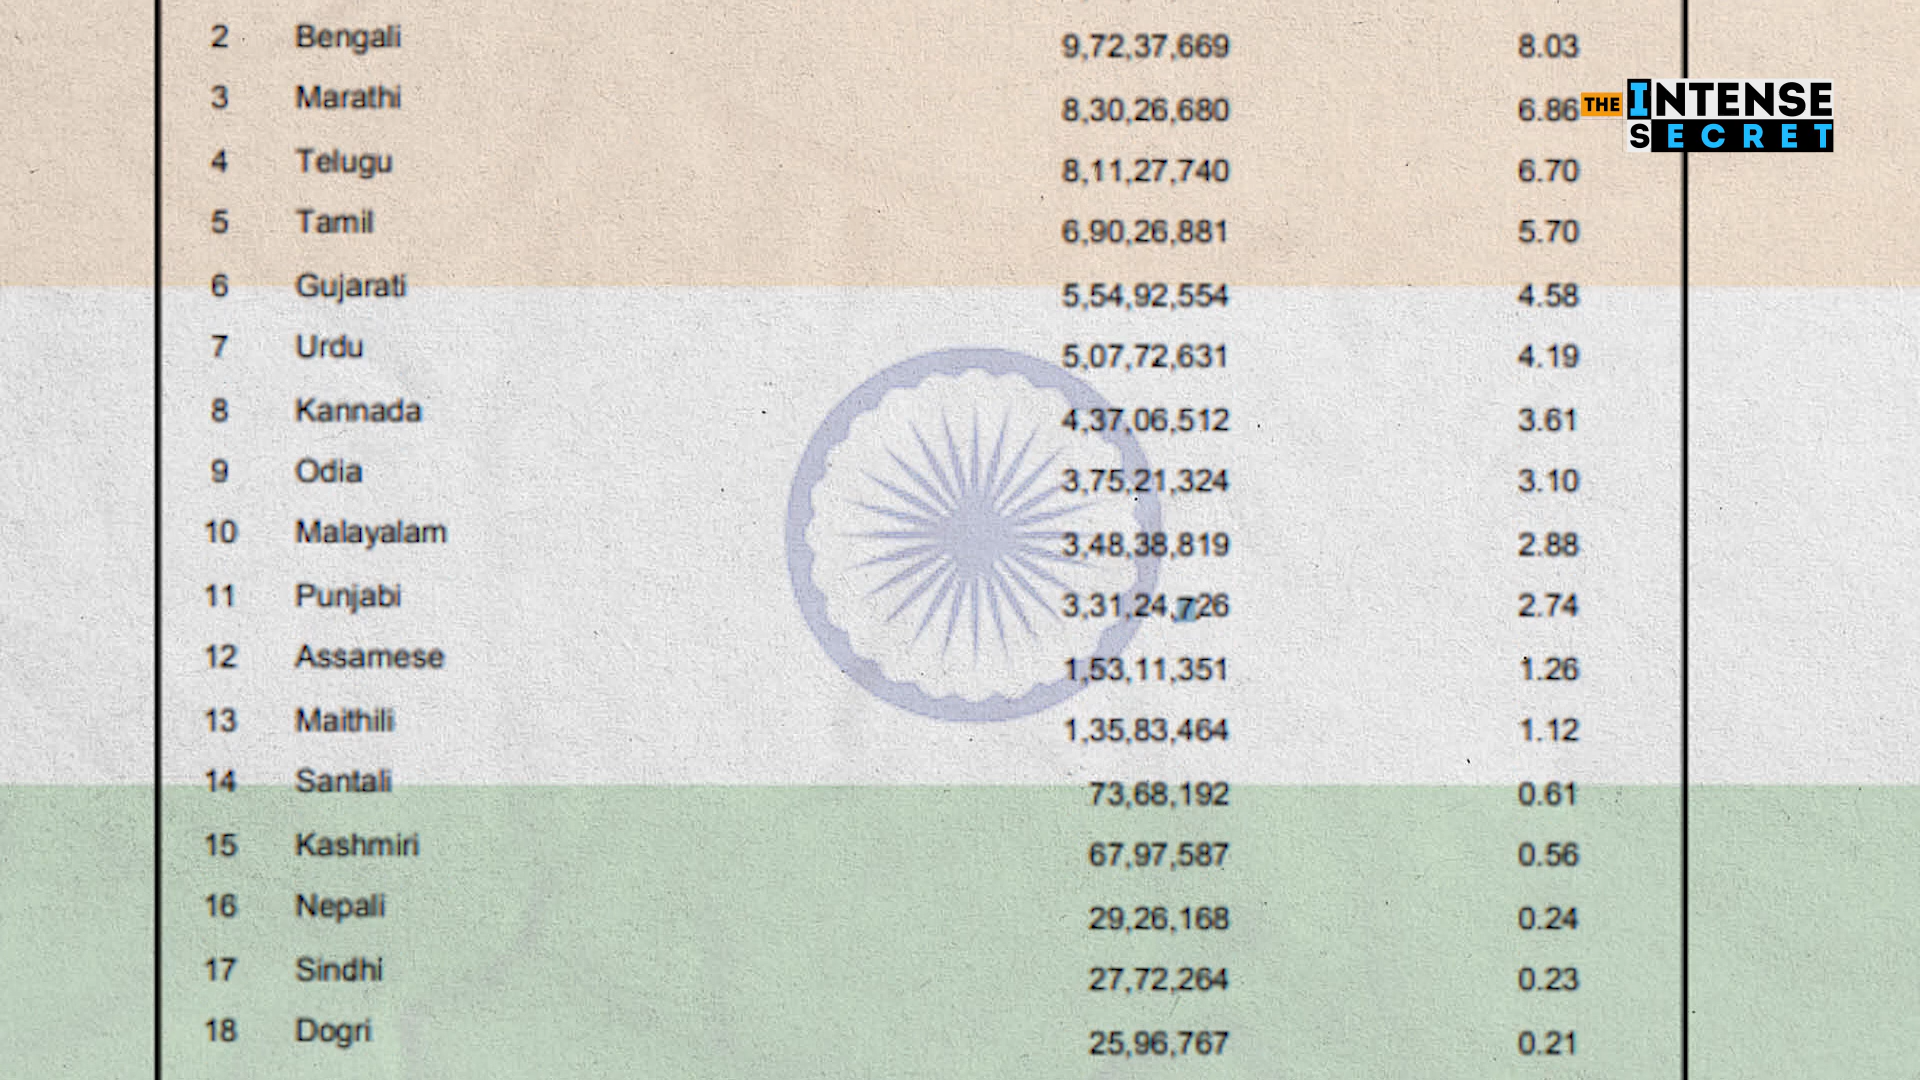 2 Bengali 9,72,37,669 8.03
3 Marathi 8,30,26,680 6.86
THE INTENSE
SECRET
4 Telugu 8,11,27,740 6.70
5 Tamil 6,90,26,881 5.70
6 Gujarati 5,54,92,554 4.58
7 Urdu 5,07,72,631 4.19
8 Kannada 4,37,06,512 3.61
9 Odia 3,75,21,324 3.10
10 Malayalam 3,48,38,819 2.88
11 Punjabi 3,31,24,726 2.74
12 Assamese 1,53,11,351 1.26
13 Maithili 1,35,83,464 1.12
14 Santali 73,68,192 0.61
15 Kashmiri 67,97,587 0.56
16 Nepali 29,26,168 0.24
17 Sindhi 27,72,264 0.23
18 Dogri 25,96,767 0.21